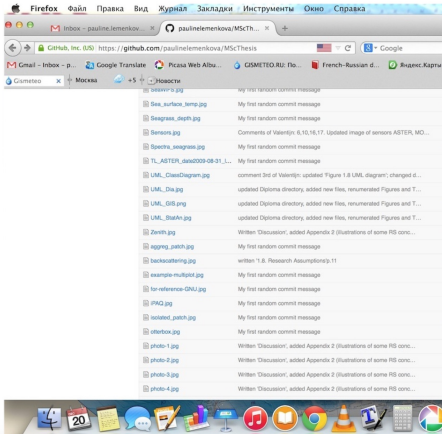 Firefox Файл Правка Вид Журнал Закладки Инструменты Окно Справка
Inbox – pauline.lemenkov... × paulinelemenkova/MScTh... × +
GitHub, Inc. (US) https://github.com/paulinelemenkova/MScThesis Google
Gmail – Inbox – p... Google Translate Picasa Web Albu... GISMETEO.RU: По... French–Russian d... Яндекс.Карты
Gismeteo × Москва +5 Новости
My first random commit message
Sea_surface_temp.jpg My first random commit message
Seagrass_depth.jpg My first random commit message
Sensors.jpg Comments of Valentijn: 6,10,16,17. Updated image of sensors ASTER, MO...
Spectra_seagrass.jpg My first random commit message
TL_ASTER_date2009-08-31_(... My first random commit message
UML_ClassDiagram.jpg comment 3rd of Valentijn: updated 'Figure 1.8 UML diagram'; changed d...
UML_Dia.jpg updated Diploma directory, added new files, renumerated Figures and T...
UML_GIS.png updated Diploma directory, added new files, renumerated Figures and T...
UML_StatAn.jpg updated Diploma directory, added new files, renumerated Figures and T...
Zenith.jpg Written 'Discussion', added Appendix 2 (illustrations of some RS conc...
aggreg_patch.jpg My first random commit message
backscattering.jpg written '1.8. Research Assumptions'p.11
example-multiplot.jpg My first random commit message
for-reference-GNU.jpg My first random commit message
iPAQ.jpg My first random commit message
isolated_patch.jpg My first random commit message
otterbox.jpg My first random commit message
photo-1.jpg Written 'Discussion', added Appendix 2 (illustrations of some RS conc...
photo-2.jpg Written 'Discussion', added Appendix 2 (illustrations of some RS conc...
photo-3.jpg Written 'Discussion', added Appendix 2 (illustrations of some RS conc...
photo-4.jpg Written 'Discussion', added Appendix 2 (illustrations of some RS conc...
20